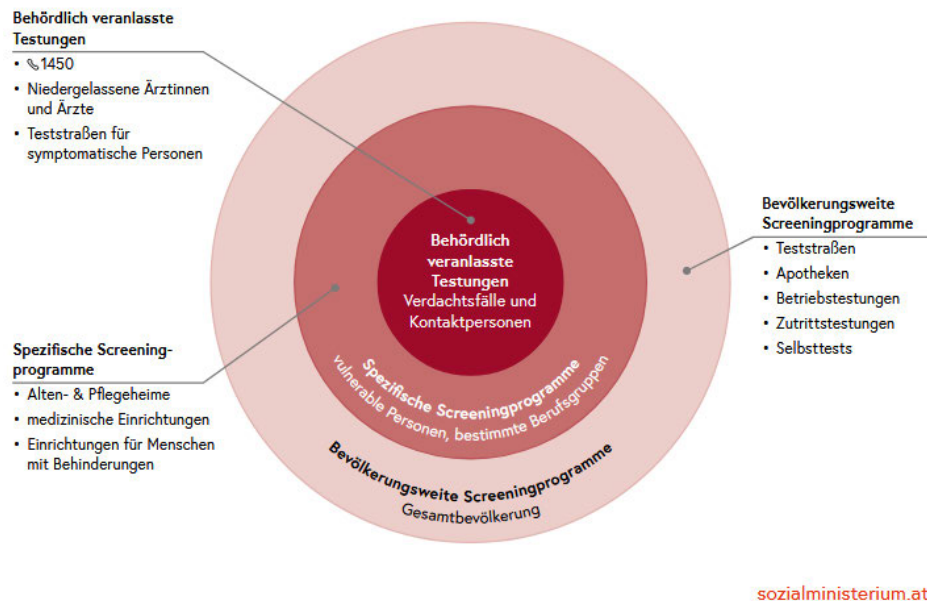 Behördlich veranlasste
Testungen
• 1450
• Niedergelassene Ärztinnen
und Ärzte
• Teststraßen für
symptomatische Personen
Spezifische Screening-
programme
• Alten- & Pflegeheime
• medizinische Einrichtungen
• Einrichtungen für Menschen
mit Behinderungen
Behördlich
veranlasste
Testungen
Verdachtsfälle und
Kontaktpersonen
Spezifische Screeningprogramme
vulnerable Personen, bestimmte Berufsgruppen
Bevölkerungsweite Screeningprogramme
Gesamtbevölkerung
Bevölkerungsweite
Screeningprogramme
• Teststraßen
• Apotheken
• Betriebstestungen
• Zutrittstestungen
• Selbsttests
sozialministerium.at